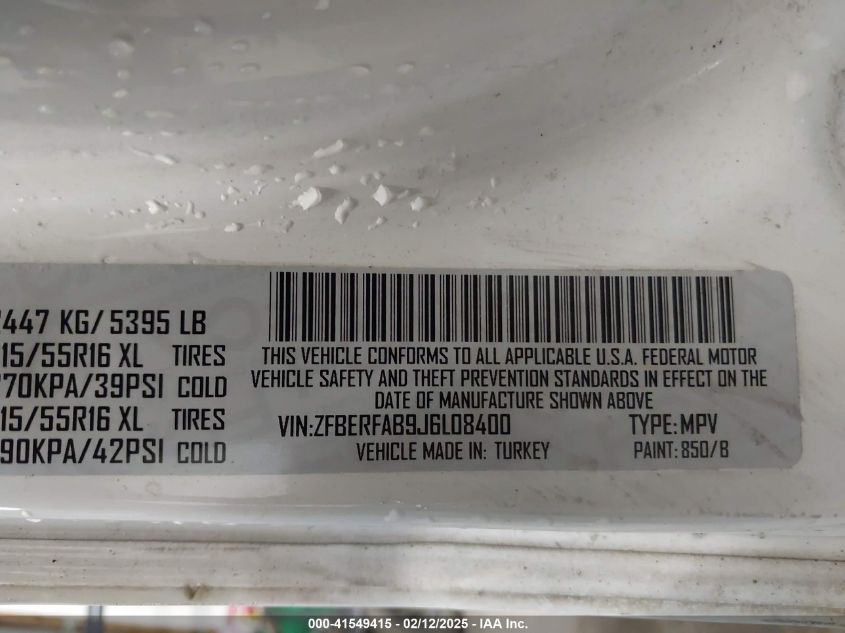 447 KG/ 5395 LB
15/55R16 XL TIRES
70KPA/39PSI COLD
15/55R16 XL TIRES
90KPA/42PSI COLD
THIS VEHICLE CONFORMS TO ALL APPLICABLE U.S.A. FEDERAL MOTOR
VEHICLE SAFETY AND THEFT PREVENTION STANDARDS IN EFFECT ON THE
DATE OF MANUFACTURE SHOWN ABOVE
VIN:ZFBERFAB9J6L08400 TYPE:MPV
VEHICLE MADE IN: TURKEY PAINT: 850/B
000-41549415 - 02/12/2025 - IAA Inc.